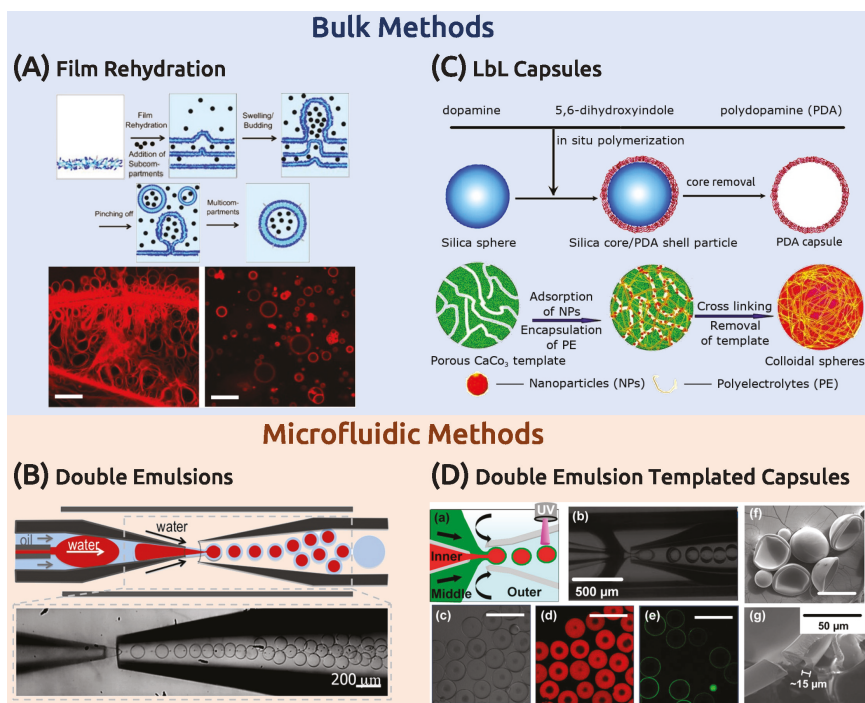 Bulk Methods
(A) Film Rehydration
Film
Rehydration
Addition of
Subcom-
partments
Swelling/
Budding
Pinching off
Multicom-
partments
(C) LbL Capsules
dopamine 5,6-dihydroxyindole polydopamine (PDA)
in situ polymerization
core removal
Silica sphere Silica core/PDA shell particle PDA capsule
Adsorption
of NPs
Encapsulation
of PE
Cross linking
Removal
of template
Porous CaCo3 template
Colloidal spheres
Nanoparticles (NPs) Polyelectrolytes (PE)
Microfluidic Methods
(B) Double Emulsions
water
oil
water
200 µm
(D) Double Emulsion Templated Capsules
(a)
UV
Inner
Middle
Outer
(b)
500 µm
(f)
(c)
(d)
(e)
(g)
50 µm
~15 µm